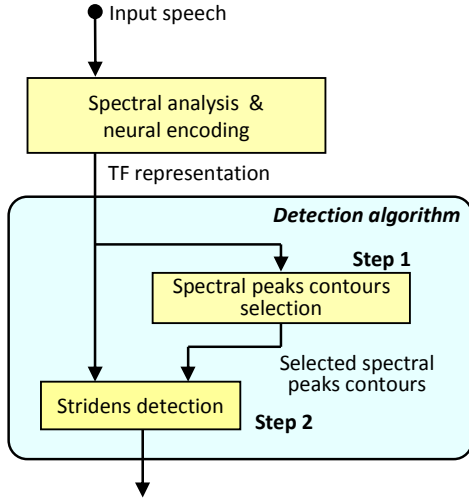 Input speech
Spectral analysis &
neural encoding
TF representation
Detection algorithm
Step 1
Spectral peaks contours
selection
Selected spectral
peaks contours
Stridens detection
Step 2